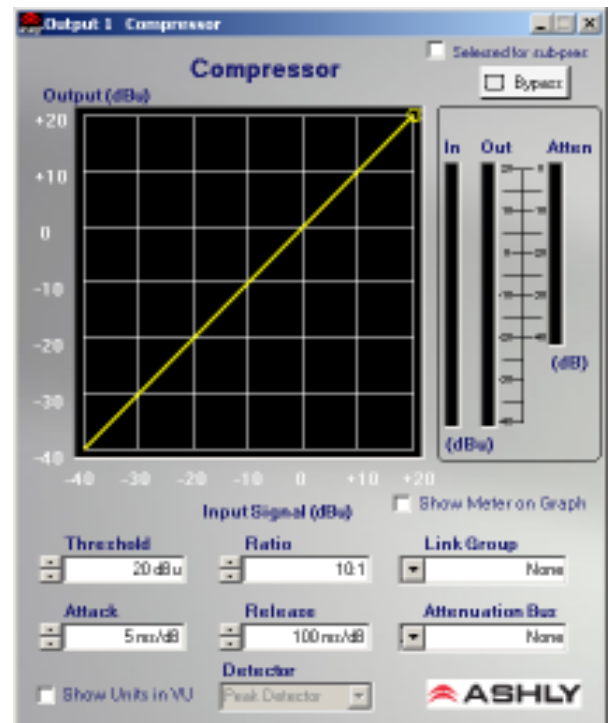 Output 1 Compressor
Selected for sub-pres
Compressor
Bypass
Output (dBu)
+20
+10
0
-10
-20
-30
-40
-40 -30 -20 -10 0 +10 +20
Input Signal (dBu)
In Out Atten
(dB)
(dBu)
Show Meter on Graph
Threshold Ratio Link Group
20 dBu 10:1 None
Attack Release Attenuation Bus
5 ms/dB 100 ms/dB None
Detector
Show Units in VU Peak Detector ASHLY